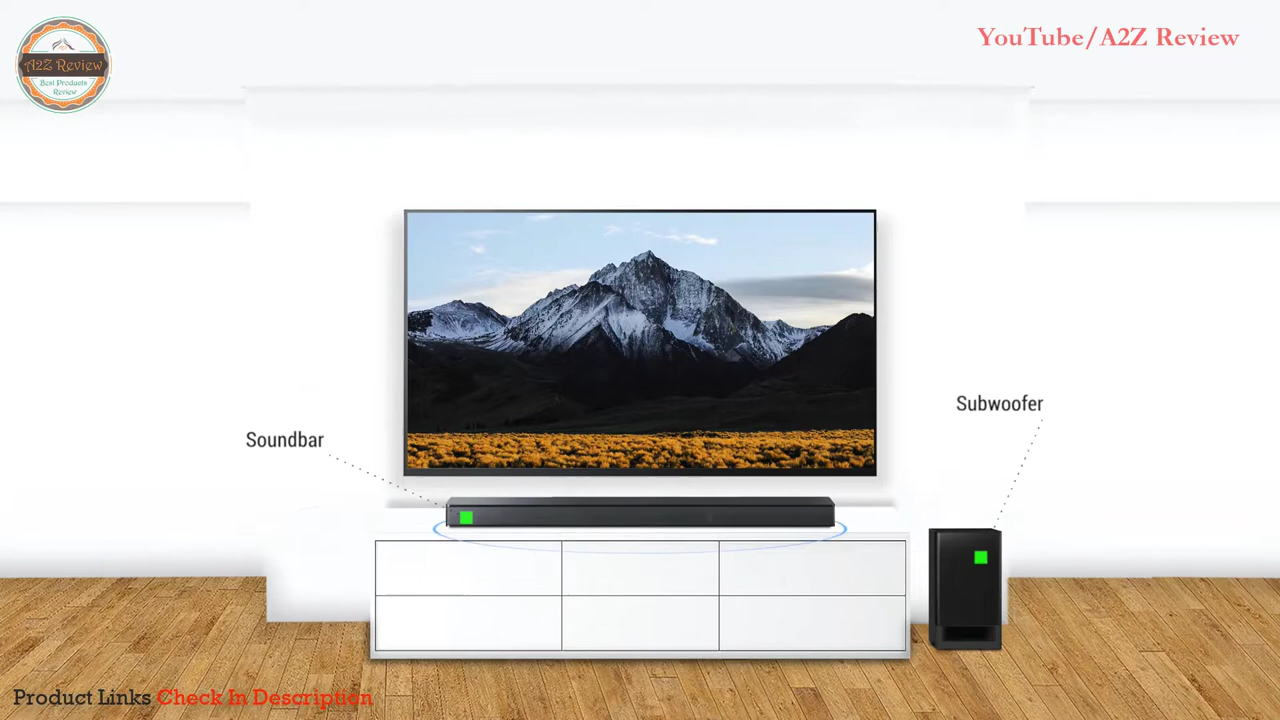 A2Z Review
Best Products
Review
YouTube/A2Z Review
Subwoofer
Soundbar
Product Links Check In Description